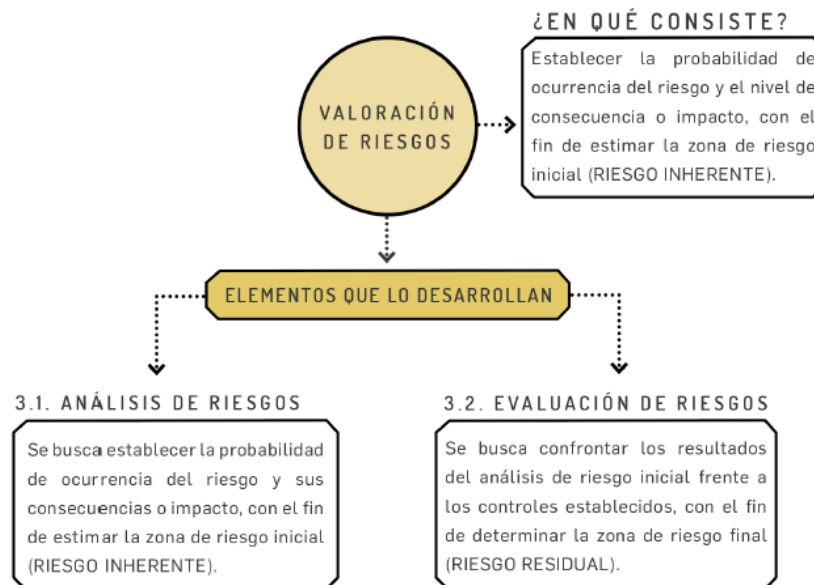 ¿EN QUÉ CONSISTE?
Establecer la probabilidad de
ocurrencia del riesgo y el nivel de
consecuencia o impacto, con el
fin de estimar la zona de riesgo
inicial (RIESGO INHERENTE).
VALORACIÓN
DE RIESGOS
ELEMENTOS QUE LO DESARROLLAN
3.1. ANÁLISIS DE RIESGOS
Se busca establecer la probabilidad
de ocurrencia del riesgo y sus
consecuencias o impacto, con el fin
de estimar la zona de riesgo inicial
(RIESGO INHERENTE).
3.2. EVALUACIÓN DE RIESGOS
Se busca confrontar los resultados
del análisis de riesgo inicial frente a
los controles establecidos, con el fin
de determinar la zona de riesgo final
(RIESGO RESIDUAL).